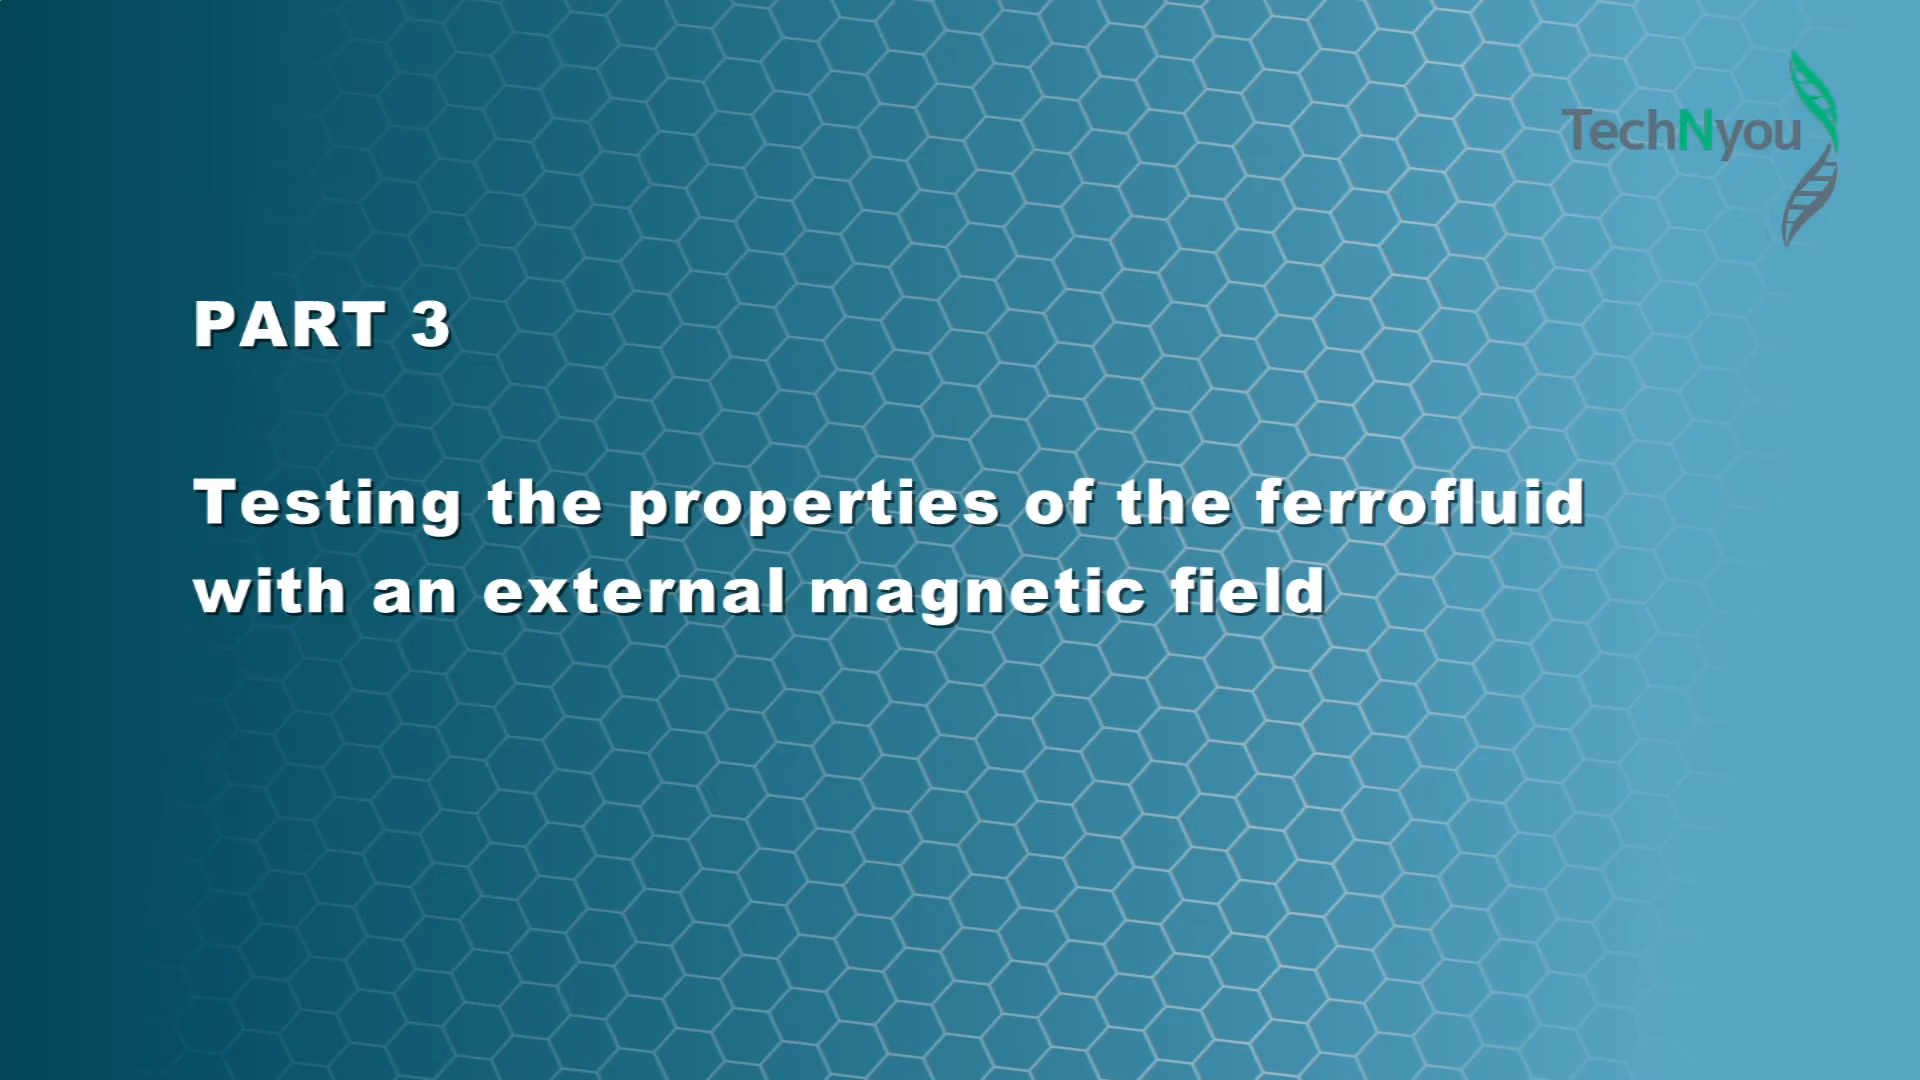 TechNyou
PART 3
Testing the properties of the ferrofluid
with an external magnetic field